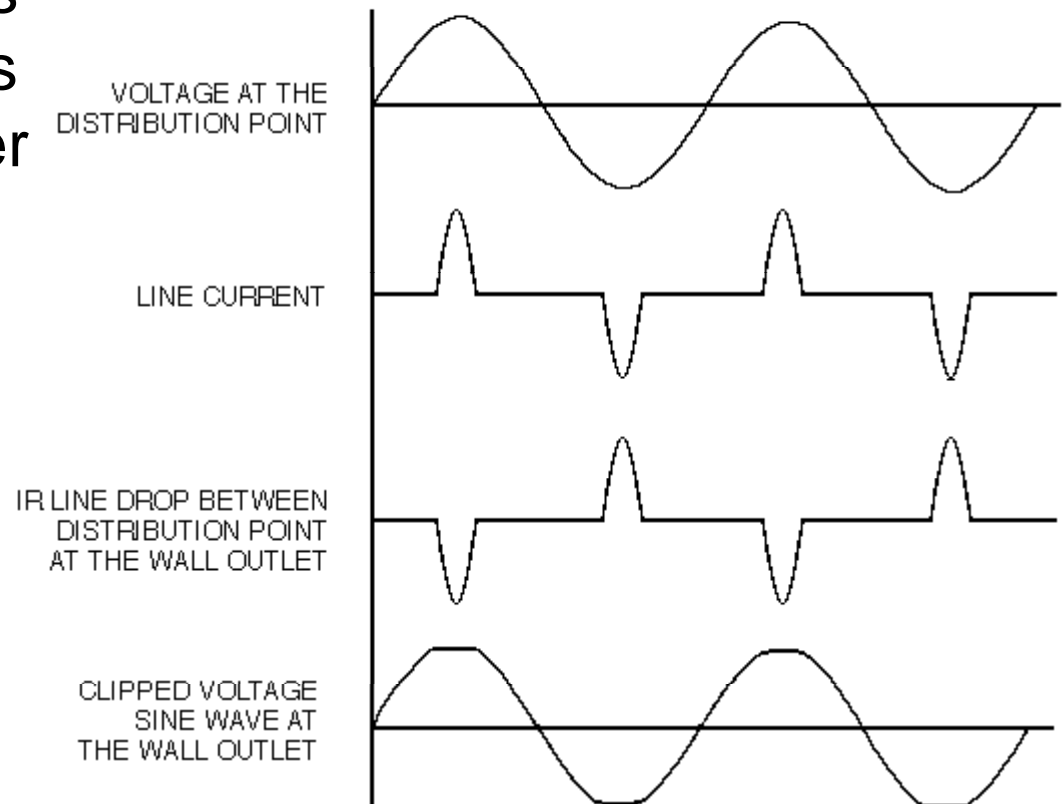 s
s
er
VOLTAGE AT THE
DISTRIBUTION POINT
LINE CURRENT
IR LINE DROP BETWEEN
DISTRIBUTION POINT
AT THE WALL OUTLET
CLIPPED VOLTAGE
SINE WAVE AT
THE WALL OUTLET